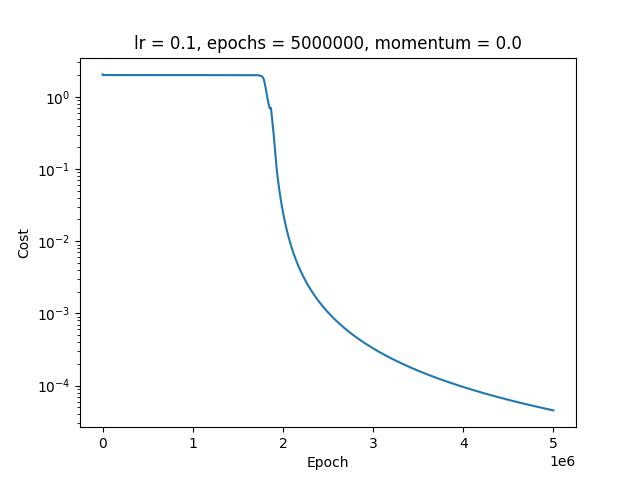 lr = 0.1, epochs = 5000000, momentum = 0.0
10⁰
10⁻¹
10⁻²
10⁻³
10⁻⁴
Cost
0 1 2 3 4 5
1e6
Epoch